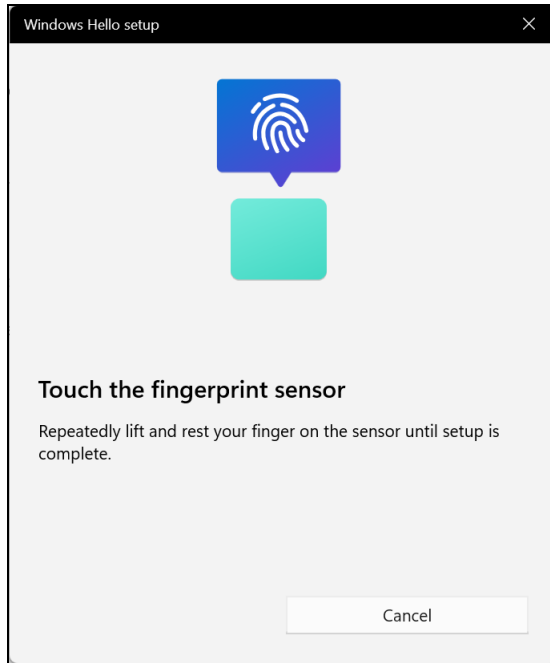 Windows Hello setup
Touch the fingerprint sensor
Repeatedly lift and rest your finger on the sensor until setup is
complete.
Cancel